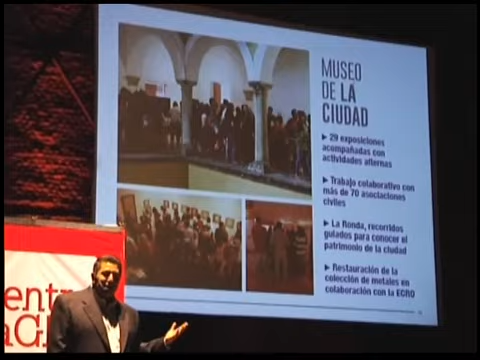 MUSEO
DE LA
CIUDAD
► 29 exposiciones
acompañadas con
actividades alternas
► Trabajo colaborativo con
más de 70 asociaciones
civiles
► La Ronda, recorridos
guiados para conocer el
patrimonio de la ciudad
► Restauración de la
colección de metales en
colaboración con la ECRO
entr
aG